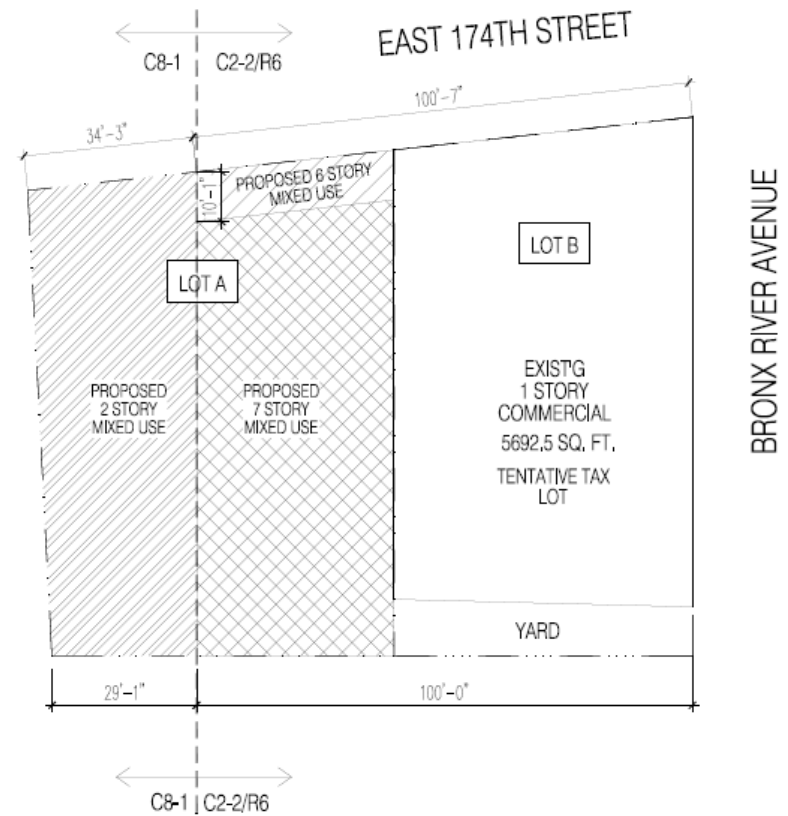 EAST 174TH STREET
C8-1
C2-2/R6
100'-7"
34'-3"
PROPOSED 6 STORY
MIXED USE
10'-1"
LOT B
LOT A
BRONX RIVER AVENUE
PROPOSED
2 STORY
MIXED USE
PROPOSED
7 STORY
MIXED USE
EXIST'G
1 STORY
COMMERCIAL
5692.5 SQ. FT.
TENTATIVE TAX
LOT
YARD
29'-1"
100'-0"
C8-1
C2-2/R6